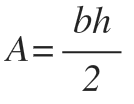 A = bh/2